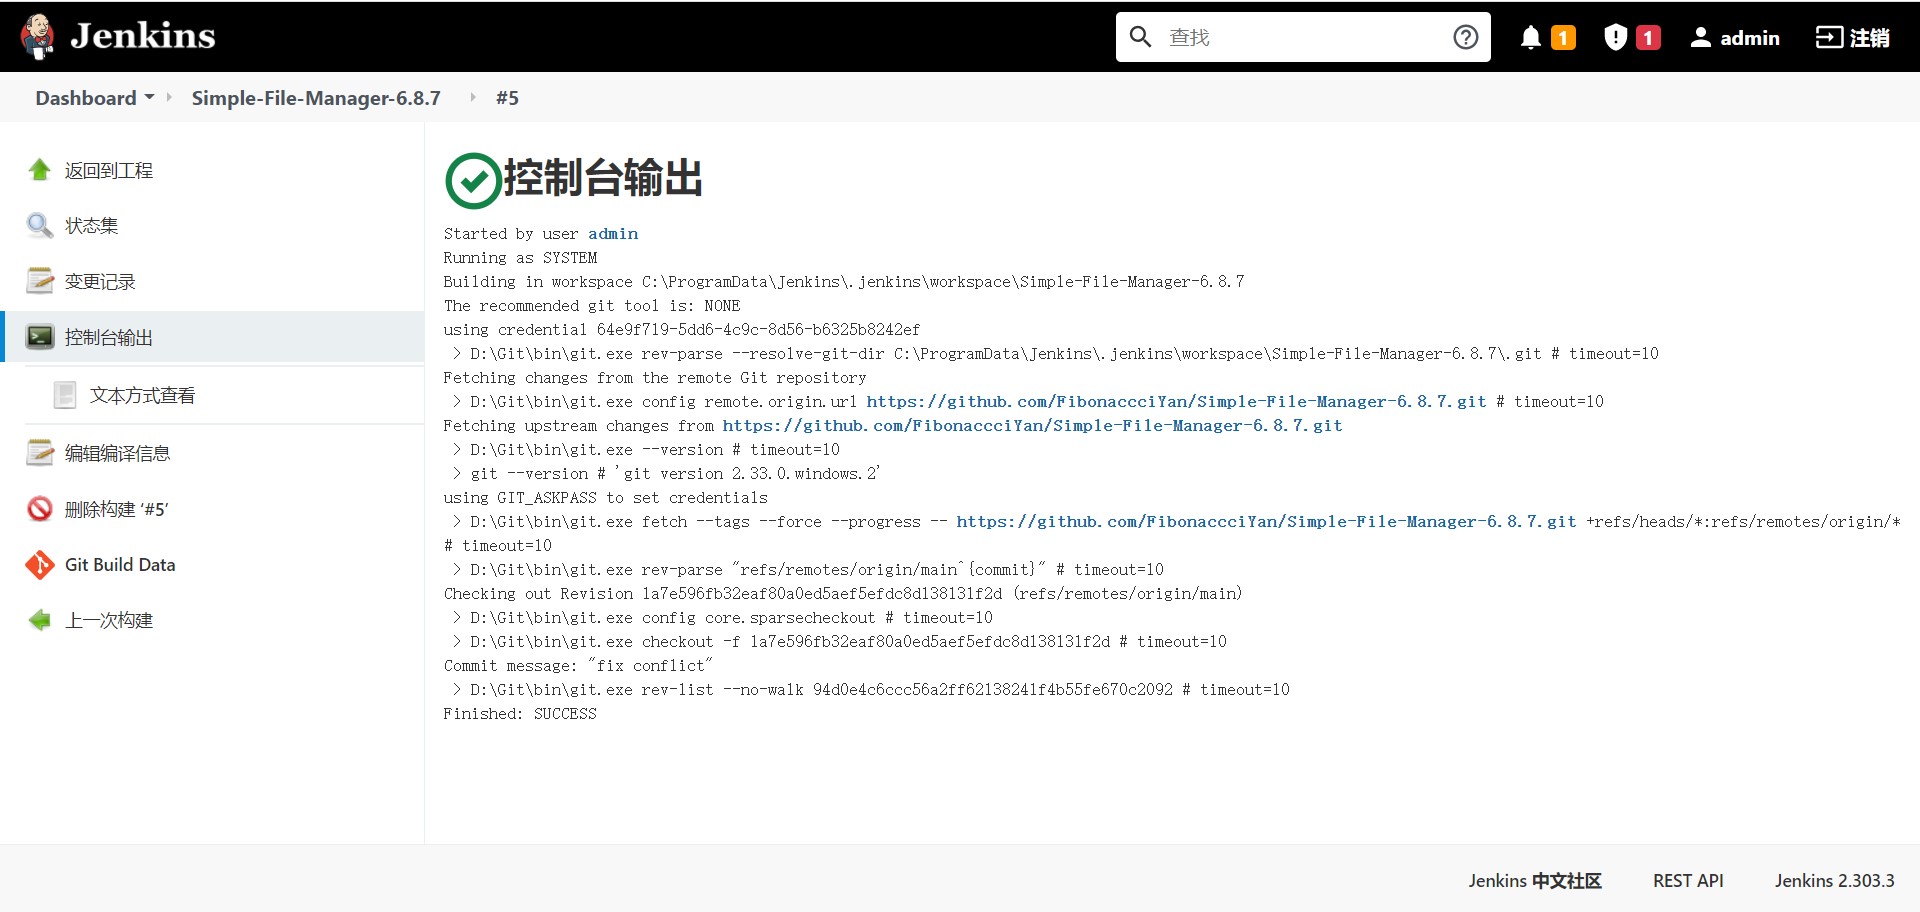 Jenkins
查找
1
1
admin
注销
Dashboard
Simple-File-Manager-6.8.7
#5
返回到工程
状态集
变更记录
控制台输出
文本方式查看
编辑编译信息
删除构建 ‘#5’
Git Build Data
上一次构建
控制台输出
Started by user admin
Running as SYSTEM
Building in workspace C:\ProgramData\Jenkins\.jenkins\workspace\Simple-File-Manager-6.8.7
The recommended git tool is: NONE
using credential 64e9f719-5dd6-4c9c-8d56-b6325b8242ef
 > D:\Git\bin\git.exe rev-parse --resolve-git-dir C:\ProgramData\Jenkins\.jenkins\workspace\Simple-File-Manager-6.8.7\.git # timeout=10
Fetching changes from the remote Git repository
 > D:\Git\bin\git.exe config remote.origin.url https://github.com/FibonaccciYan/Simple-File-Manager-6.8.7.git # timeout=10
Fetching upstream changes from https://github.com/FibonaccciYan/Simple-File-Manager-6.8.7.git
 > D:\Git\bin\git.exe --version # timeout=10
 > git --version # 'git version 2.33.0.windows.2'
using GIT_ASKPASS to set credentials
 > D:\Git\bin\git.exe fetch --tags --force --progress -- https://github.com/FibonaccciYan/Simple-File-Manager-6.8.7.git +refs/heads/*:refs/remotes/origin/*
# timeout=10
 > D:\Git\bin\git.exe rev-parse "refs/remotes/origin/main^{commit}" # timeout=10
Checking out Revision 1a7e596fb32eaf80a0ed5aef5efdc8d138131f2d (refs/remotes/origin/main)
 > D:\Git\bin\git.exe config core.sparsecheckout # timeout=10
 > D:\Git\bin\git.exe checkout -f 1a7e596fb32eaf80a0ed5aef5efdc8d138131f2d # timeout=10
Commit message: "fix conflict"
 > D:\Git\bin\git.exe rev-list --no-walk 94d0e4c6ccc56a2ff62138241f4b55fe670c2092 # timeout=10
Finished: SUCCESS
Jenkins 中文社区
REST API
Jenkins 2.303.3